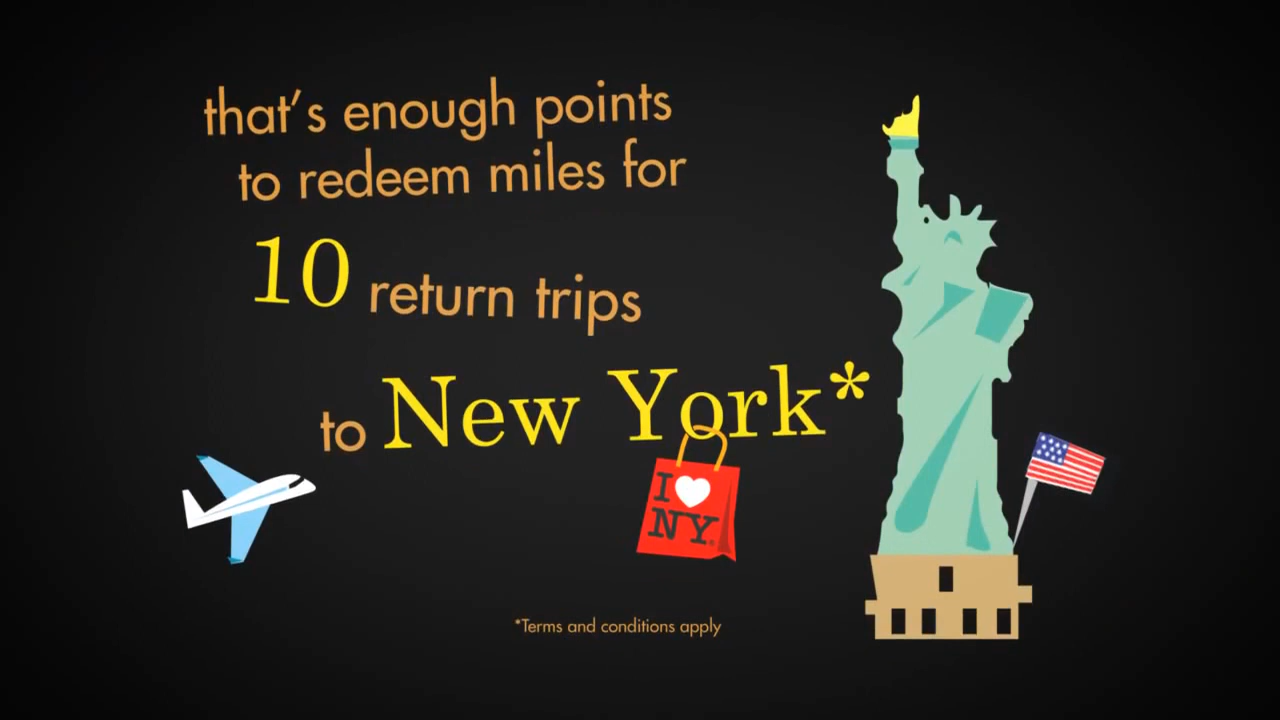 that's enough points
to redeem miles for
10 return trips
to New York*
I
NY.
*Terms and conditions apply